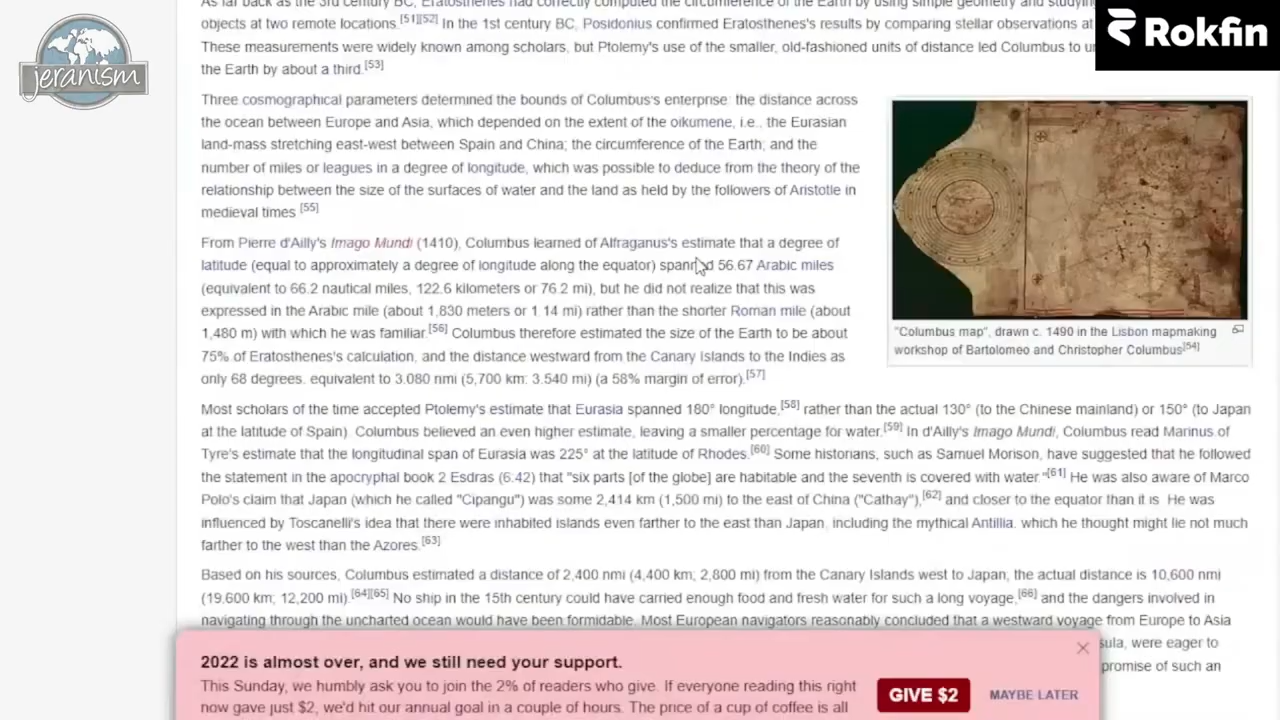 As far back as the 3rd century BC, Eratosthenes had correctly computed the circumference of the Earth by using simple geometry and studying
objects at two remote locations.[51][52] In the 1st century BC, Posidonius confirmed Eratosthenes's results by comparing stellar observations at
These measurements were widely known among scholars, but Ptolemy's use of the smaller, old-fashioned units of distance led Columbus to
the Earth by about a third.[53]
Rokfin
jeranism
Three cosmographical parameters determined the bounds of Columbus's enterprise: the distance across
the ocean between Europe and Asia, which depended on the extent of the oikumene, i.e., the Eurasian
land-mass stretching east-west between Spain and China; the circumference of the Earth; and the
number of miles or leagues in a degree of longitude, which was possible to deduce from the theory of the
relationship between the size of the surfaces of water and the land as held by the followers of Aristotle in
medieval times [55]
From Pierre d'Ailly's Imago Mundi (1410), Columbus learned of Alfraganus's estimate that a degree of
latitude (equal to approximately a degree of longitude along the equator) spanned 56.67 Arabic miles
(equivalent to 66.2 nautical miles, 122.6 kilometers or 76.2 mi), but he did not realize that this was
expressed in the Arabic mile (about 1,830 meters or 1.14 mi) rather than the shorter Roman mile (about
1,480 m) with which he was familiar.[56] Columbus therefore estimated the size of the Earth to be about
75% of Eratosthenes's calculation, and the distance westward from the Canary Islands to the Indies as
only 68 degrees. equivalent to 3.080 nmi (5,700 km: 3.540 mi) (a 58% margin of error).[57]
"Columbus map", drawn c. 1490 in the Lisbon mapmaking
workshop of Bartolomeo and Christopher Columbus[54]
Most scholars of the time accepted Ptolemy's estimate that Eurasia spanned 180° longitude,[58] rather than the actual 130° (to the Chinese mainland) or 150° (to Japan
at the latitude of Spain). Columbus believed an even higher estimate, leaving a smaller percentage for water.[59] In d'Ailly's Imago Mundi, Columbus read Marinus of
Tyre's estimate that the longitudinal span of Eurasia was 225° at the latitude of Rhodes.[60] Some historians, such as Samuel Morison, have suggested that he followed
the statement in the apocryphal book 2 Esdras (6:42) that "six parts [of the globe] are habitable and the seventh is covered with water."[61] He was also aware of Marco
Polo's claim that Japan (which he called "Cipangu") was some 2,414 km (1,500 mi) to the east of China ("Cathay"),[62] and closer to the equator than it is He was
influenced by Toscanelli's idea that there were inhabited islands even farther to the east than Japan, including the mythical Antillia. which he thought might lie not much
farther to the west than the Azores.[63]
Based on his sources, Columbus estimated a distance of 2,400 nmi (4,400 km; 2,800 mi) from the Canary Islands west to Japan, the actual distance is 10,600 nmi
(19,600 km; 12,200 mi).[64][65] No ship in the 15th century could have carried enough food and fresh water for such a long voyage,[66] and the dangers involved in
navigating through the uncharted ocean would have been formidable. Most European navigators reasonably concluded that a westward voyage from Europe to Asia
were eager to
promise of such an
2022 is almost over, and we still need your support.
This Sunday, we humbly ask you to join the 2% of readers who give. If everyone reading this right
now gave just $2, we'd hit our annual goal in a couple of hours. The price of a cup of coffee is all
GIVE $2
MAYBE LATER